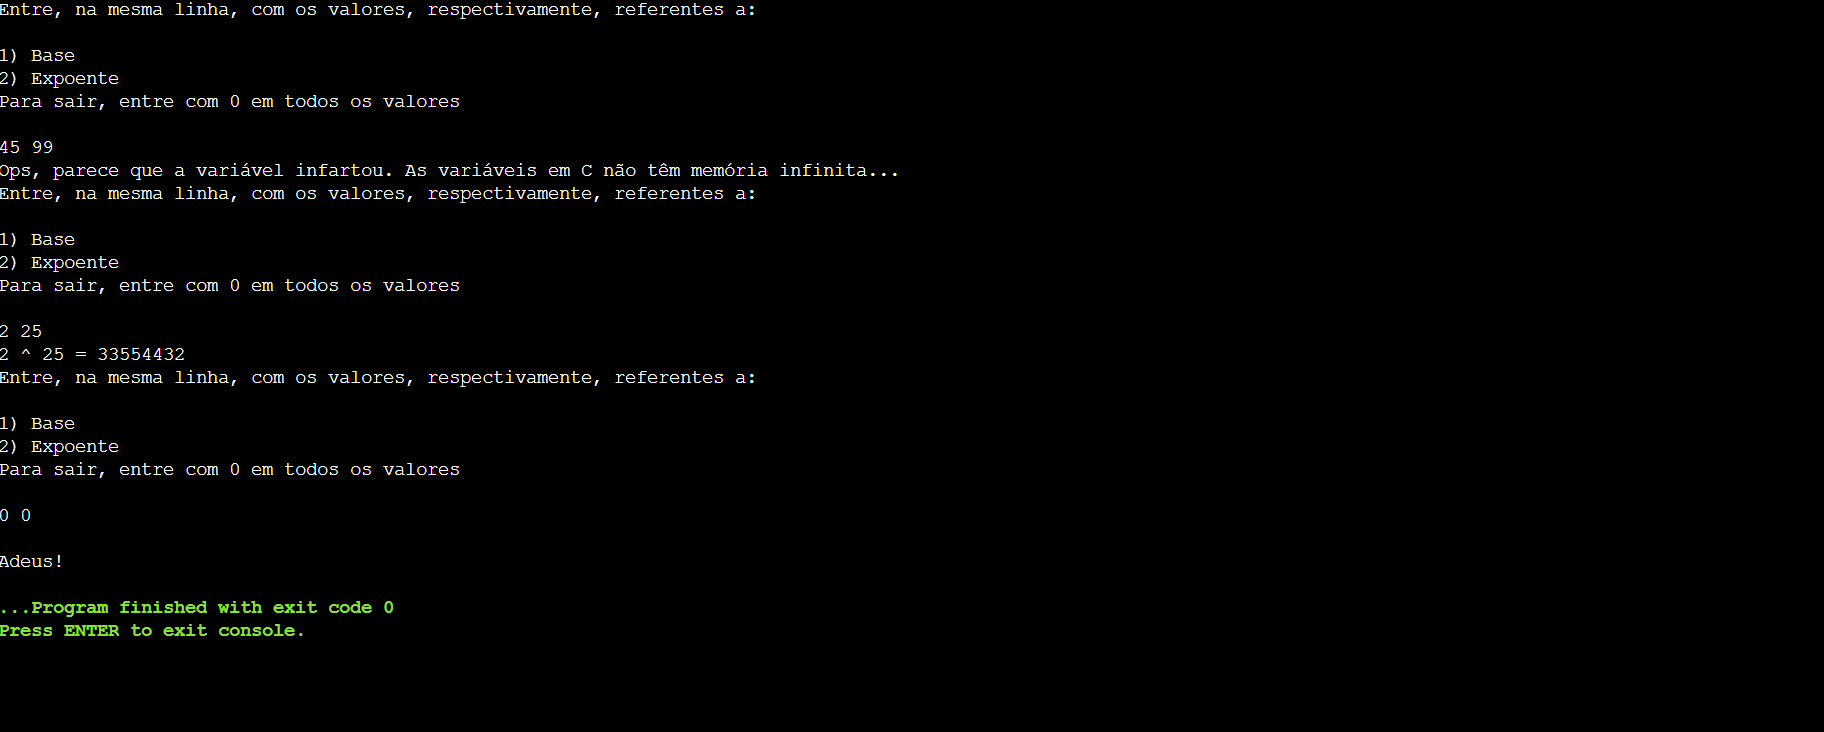 Entre, na mesma linha, com os valores, respectivamente, referentes a:
1) Base
2) Expoente
Para sair, entre com 0 em todos os valores
45 99
Ops, parece que a variável infartou. As variáveis em C não têm memória infinita...
Entre, na mesma linha, com os valores, respectivamente, referentes a:
1) Base
2) Expoente
Para sair, entre com 0 em todos os valores
2 25
2 ^ 25 = 33554432
Entre, na mesma linha, com os valores, respectivamente, referentes a:
1) Base
2) Expoente
Para sair, entre com 0 em todos os valores
0 0
Adeus!
...Program finished with exit code 0
Press ENTER to exit console.